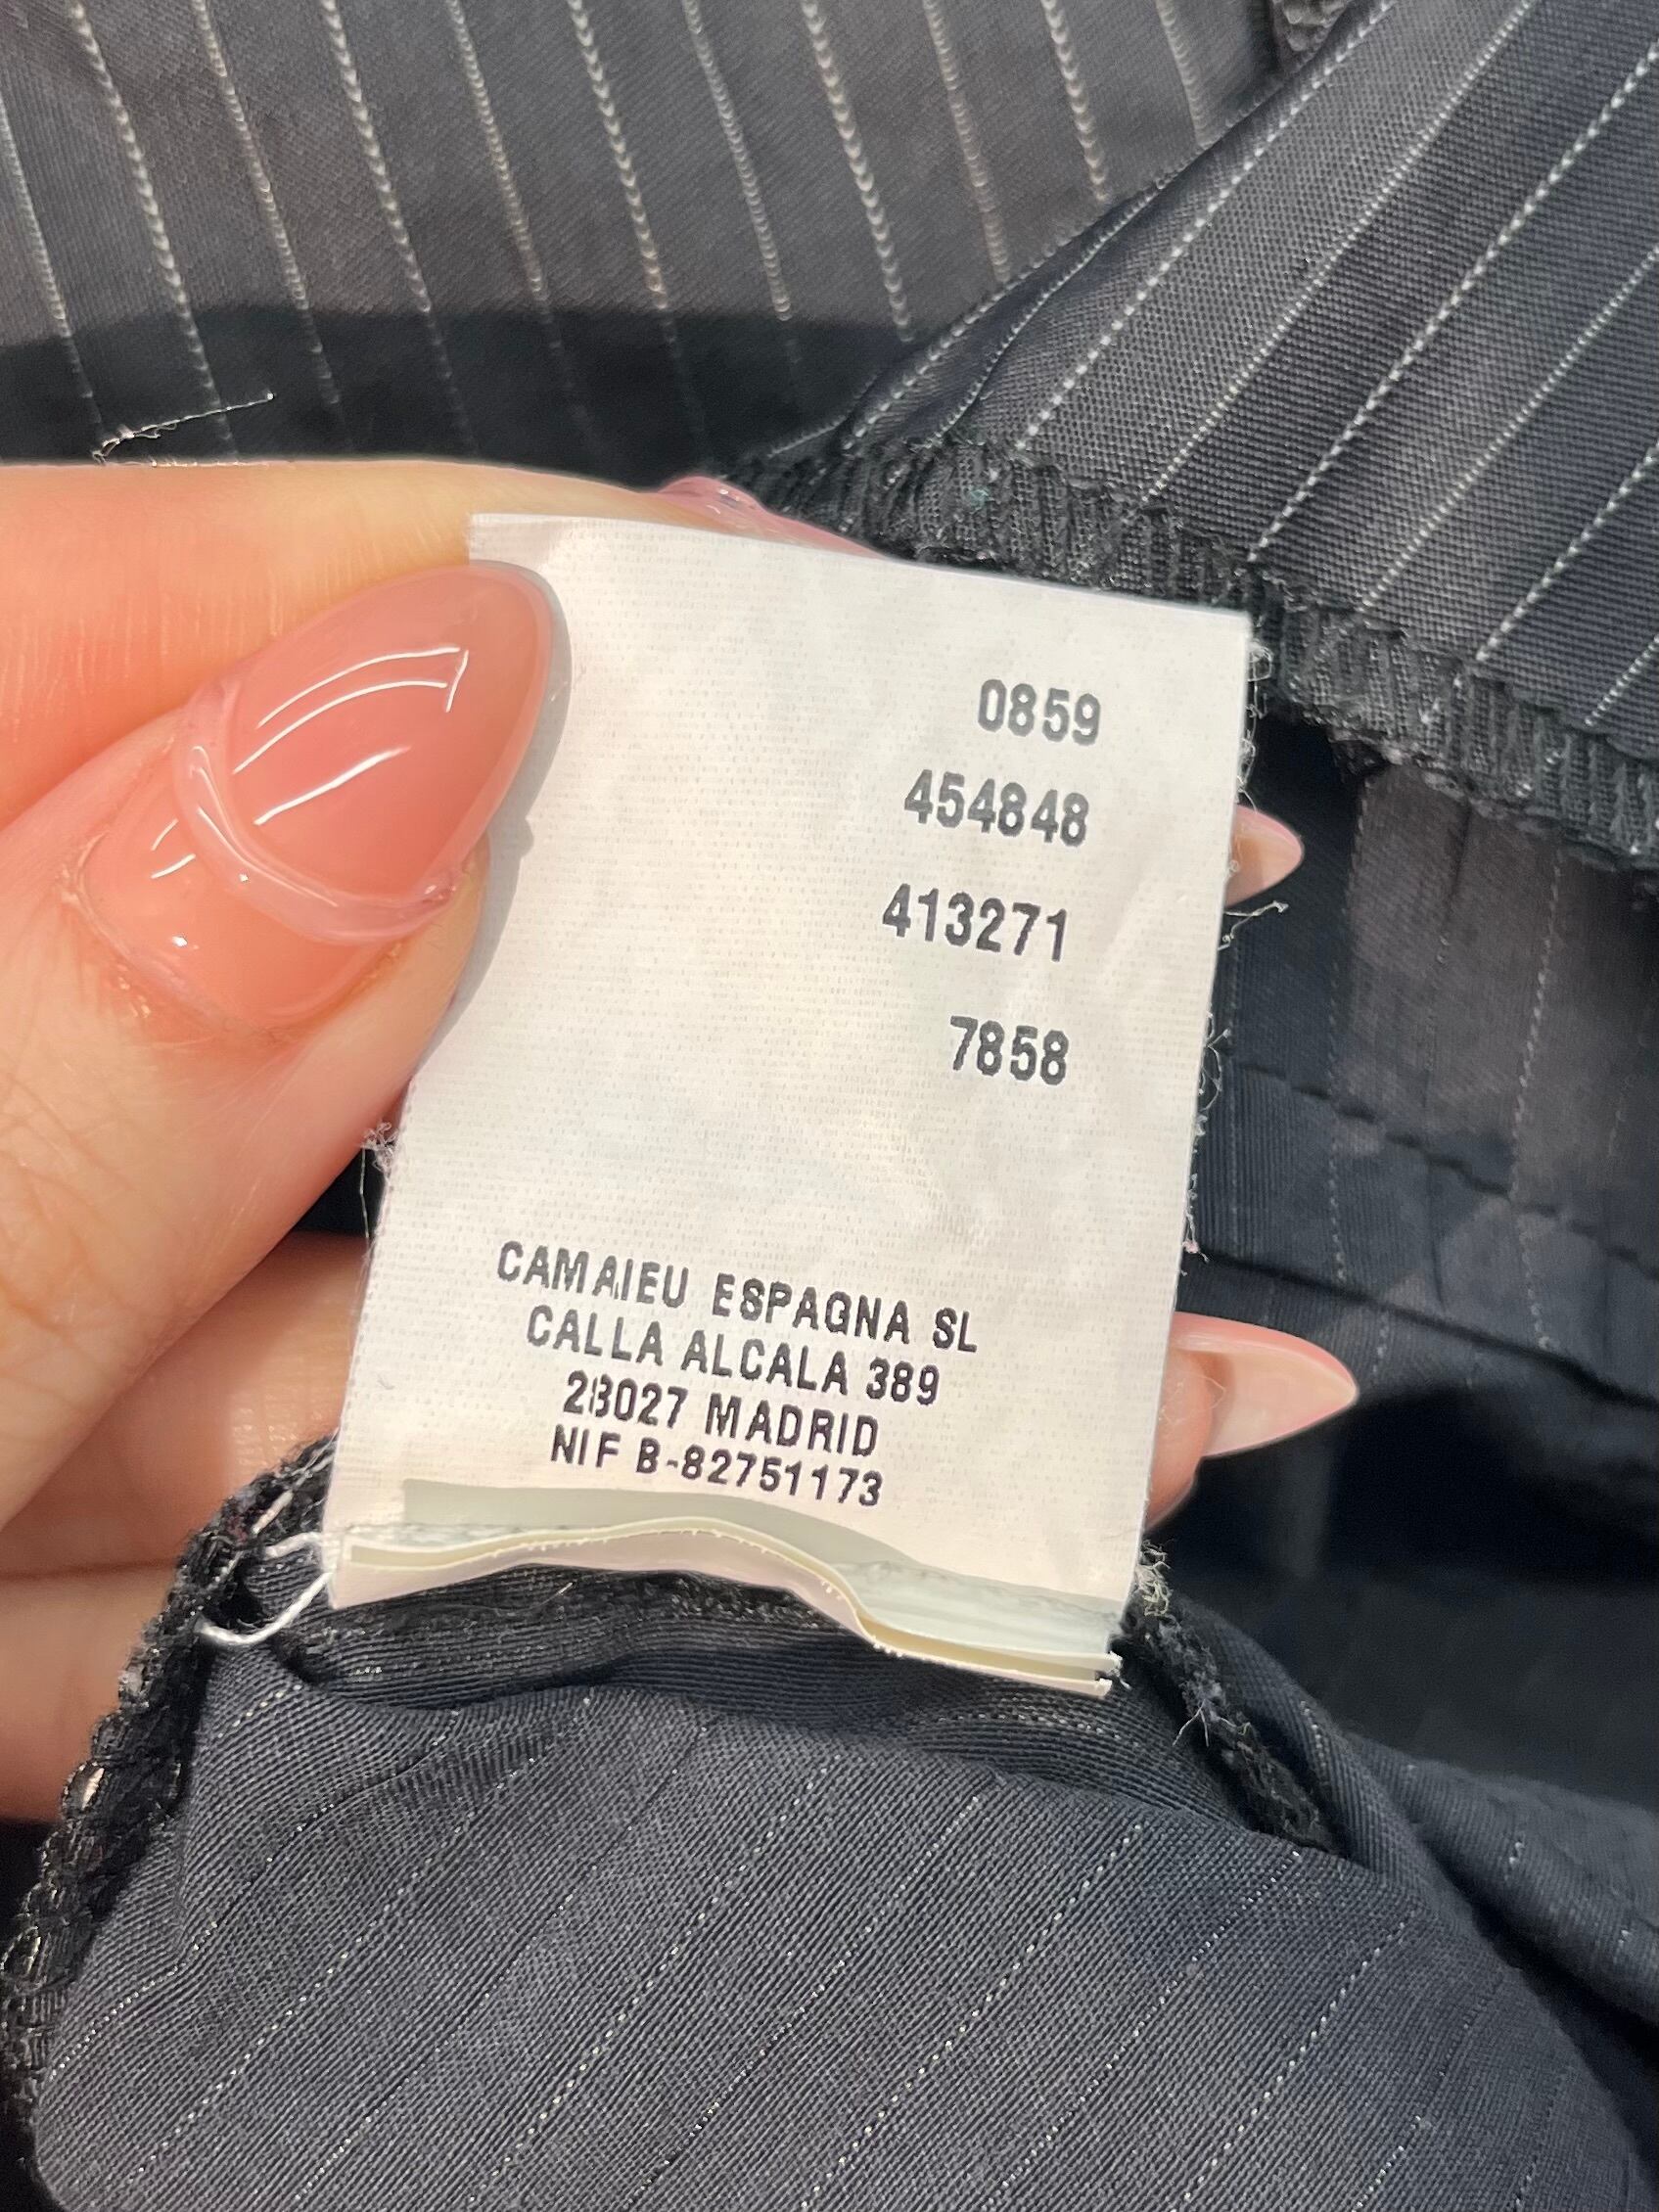 0859
454848
413271
7858
CAMAIEU ESPAGNA SL
CALLA ALCALA 389
28027 MADRID
NIF B-82751173